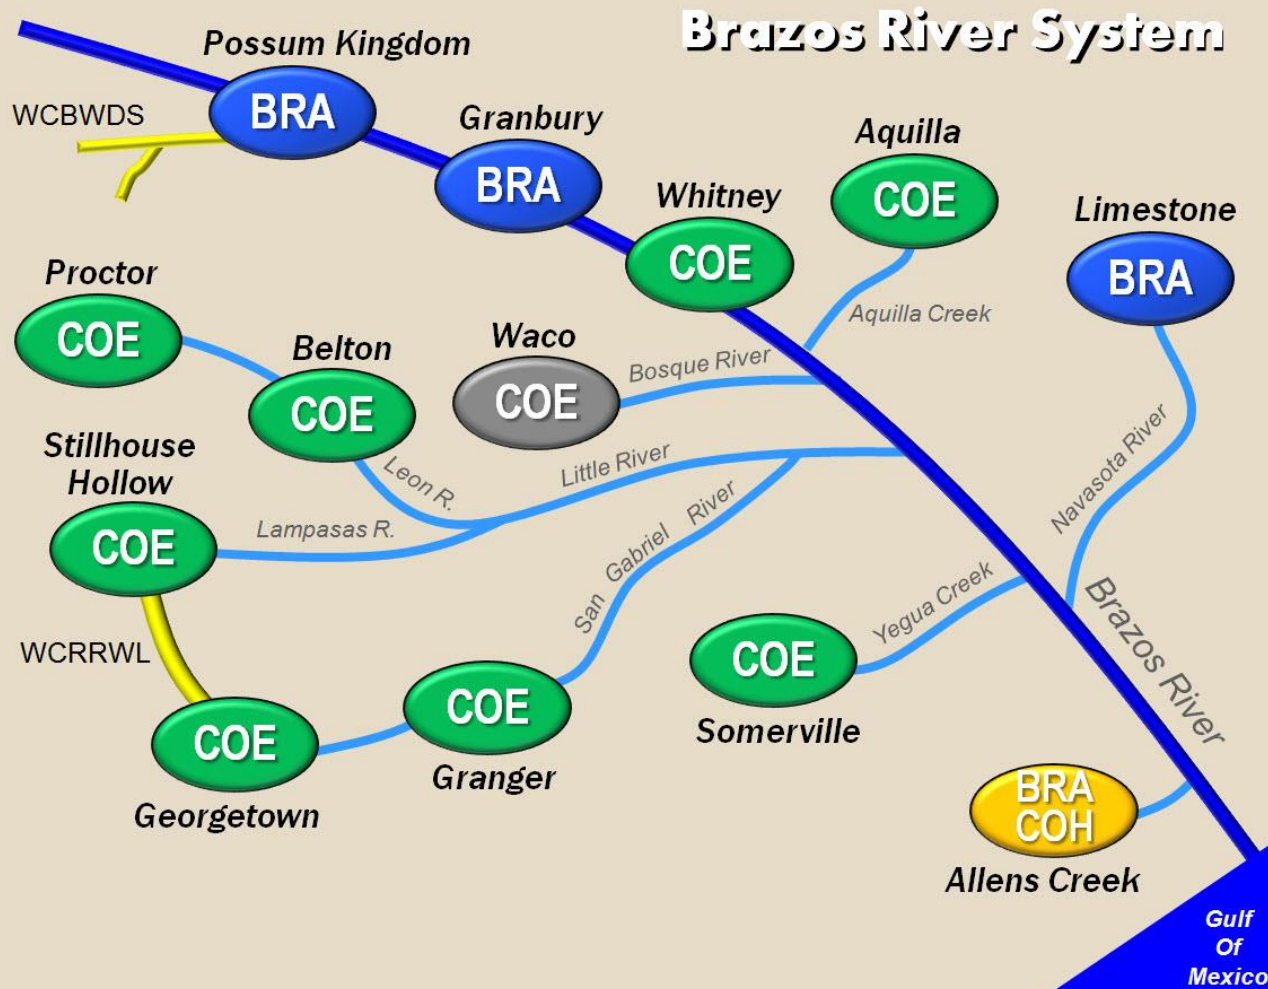 Brazos River System
Possum Kingdom
BRA
WCBWDS
Granbury
BRA
Whitney
COE
Aquilla
COE
Aquilla Creek
Limestone
BRA
Navasota River
Proctor
COE
Belton
COE
Leon R.
Waco
COE
Bosque River
Little River
Stillhouse
Hollow
COE
Lampasas R.
WCRRWL
COE
Georgetown
COE
Granger
San Gabriel River
COE
Somerville
Yegua Creek
Brazos River
BRA
COH
Allens Creek
Gulf
Of
Mexico